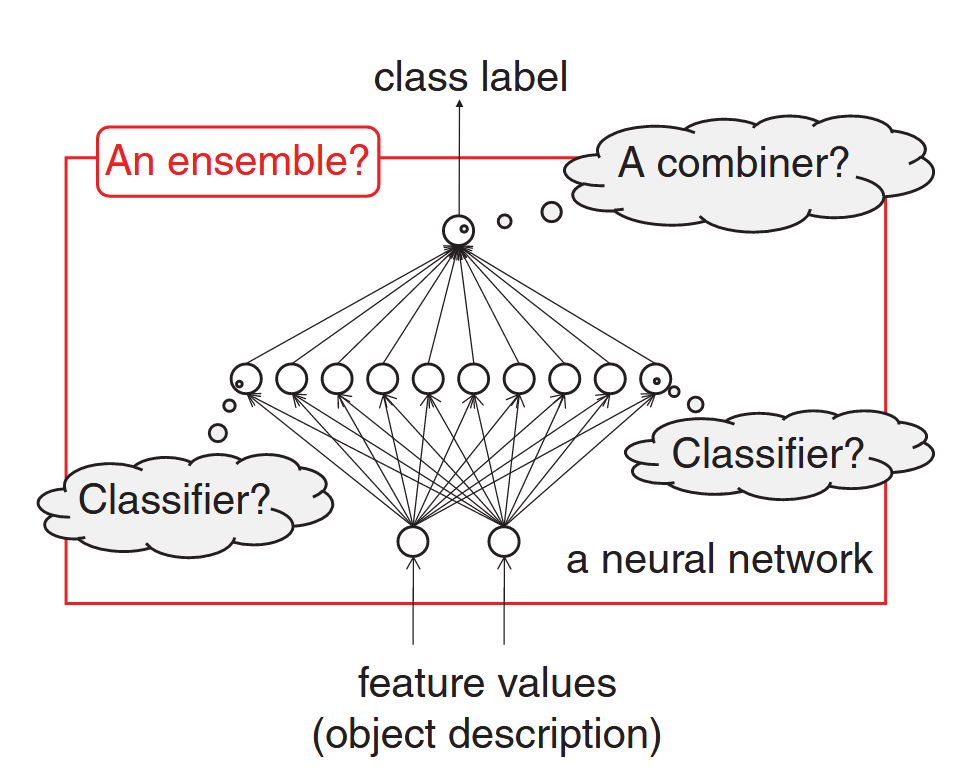 class label
An ensemble?
A combiner?
Classifier?
Classifier?
a neural network
feature values
(object description)